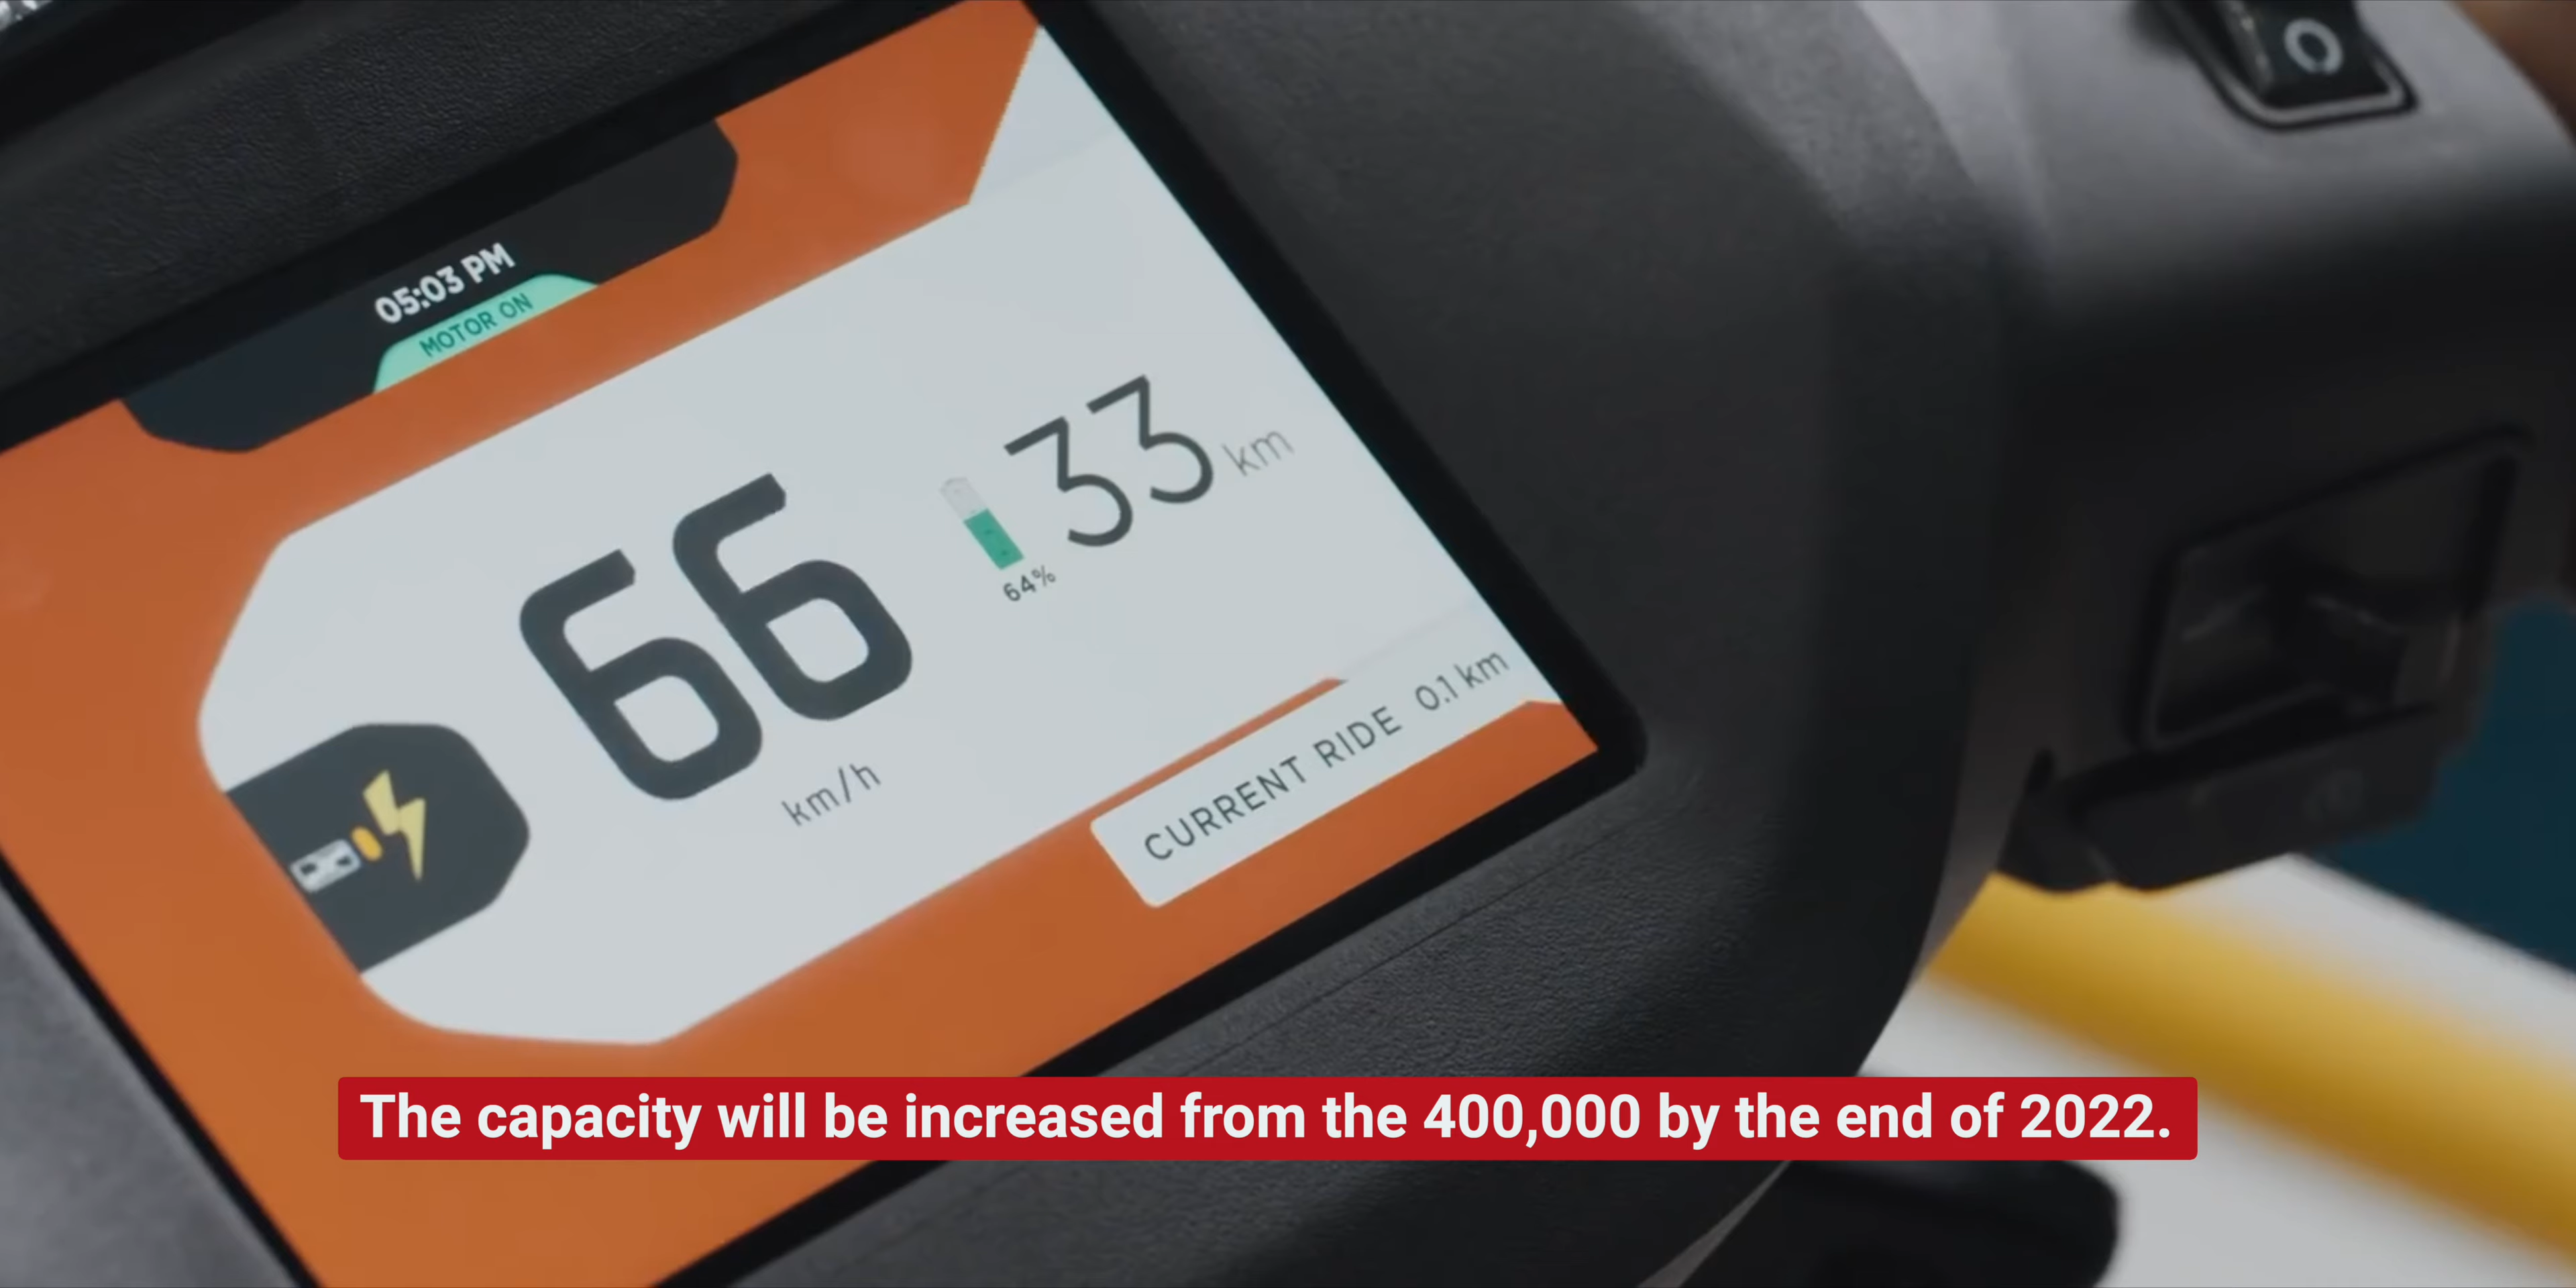 05:03 PM
MOTOR ON
66
km/h
33 km
64%
CURRENT RIDE 0.1 km
The capacity will be increased from the 400,000 by the end of 2022.